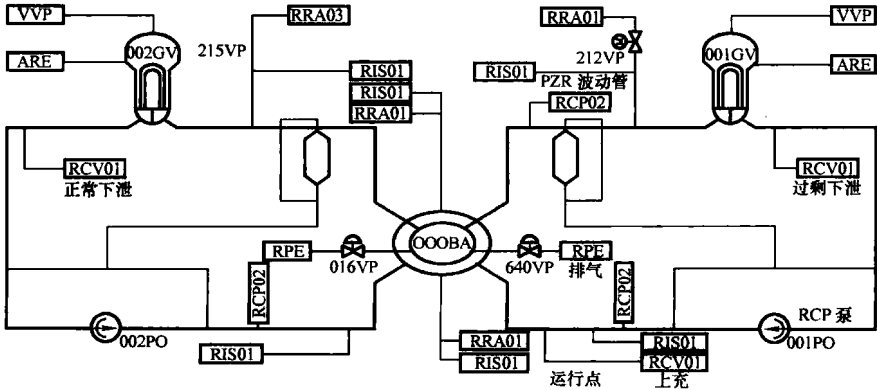 VVP
RRA03
RRA01
VVP
002GV
215VP
212VP
001GV
ARE
RIS01
RIS01
ARE
RIS01
PZR 波动管
RRA01
RCP02
RCV01
正常下泄
RCV01
过剩下泄
OOOBA
RPE
016VP
640VP
RPE
排气
RCP02
RCP02
002PO
RCP 泵
001PO
RIS01
RRA01
RIS01
RIS01
RCV01
运行点
上充